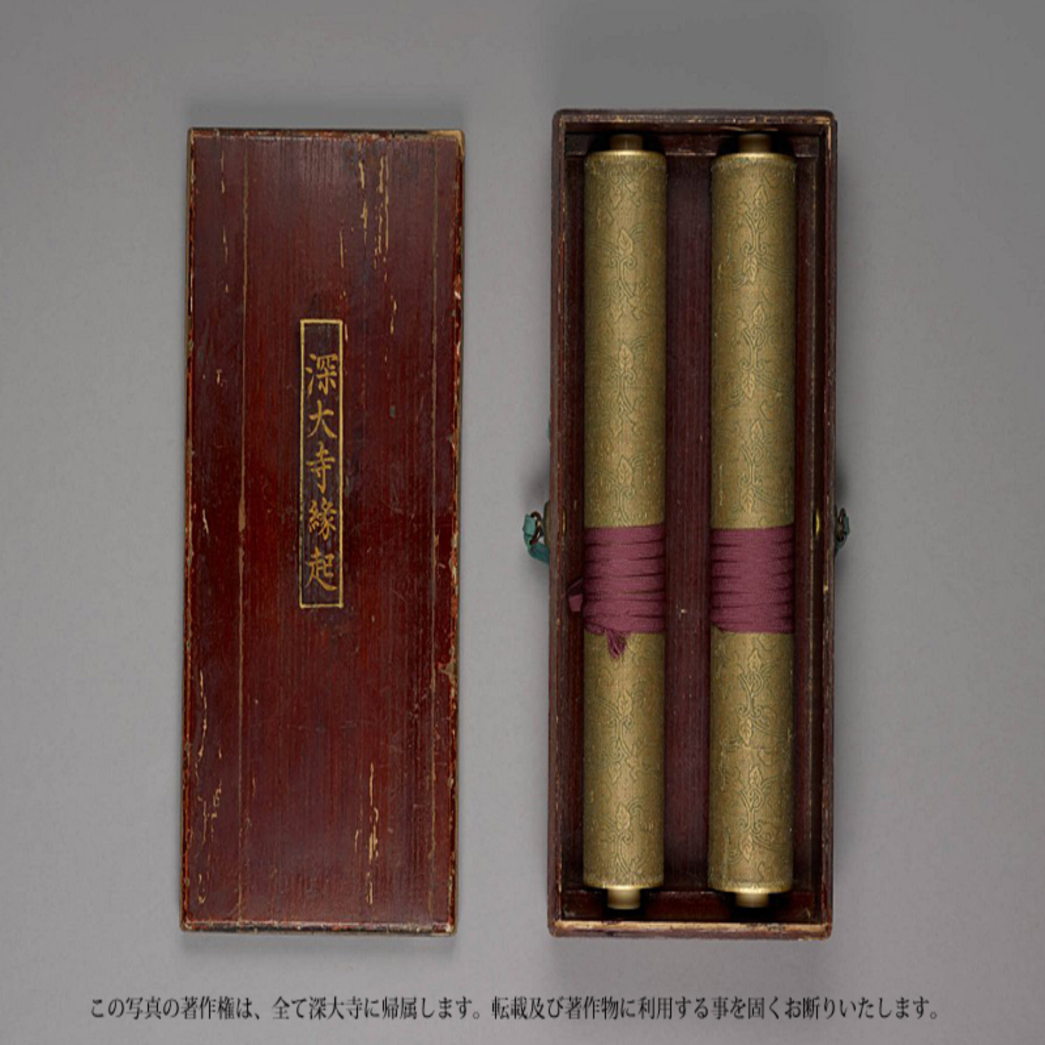 深大寺緣起
この写真の著作権は、全て深大寺に帰属します。転載及び著作物に利用する事を固くお断りいたします。